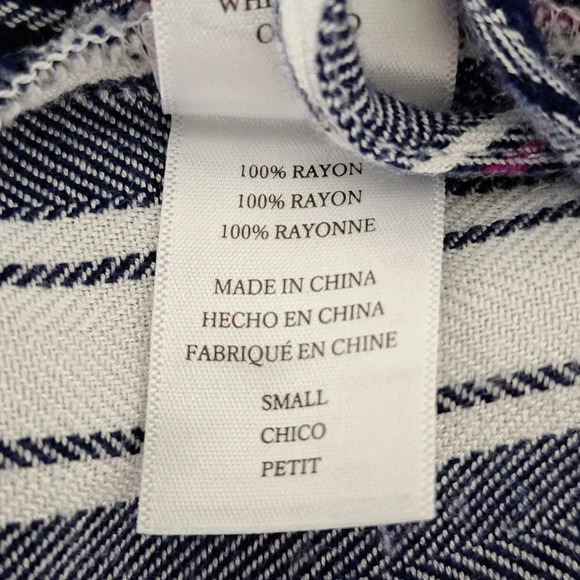 100% RAYON
100% RAYON
100% RAYONNE
MADE IN CHINA
HECHO EN CHINA
FABRIQUÉ EN CHINE
SMALL
CHICO
PETIT